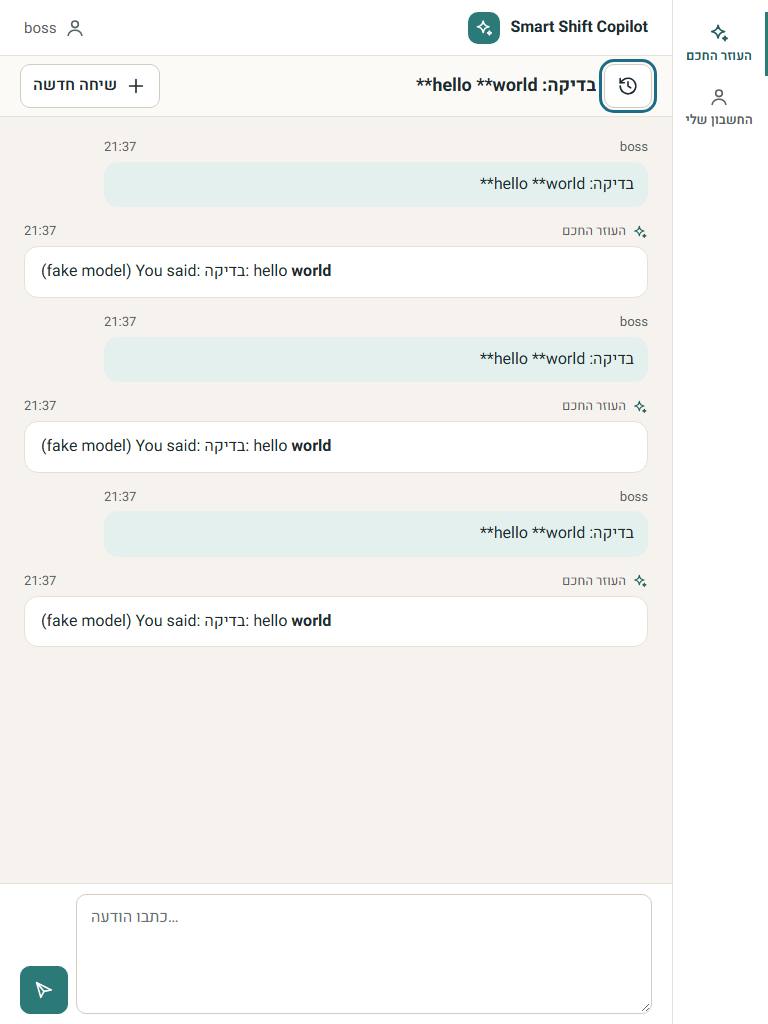 Smart Shift Copilot
boss
העוזר החכם
החשבון שלי
בדיקה: hello **world**
שיחה חדשה
boss
21:37
בדיקה: hello **world**
העוזר החכם
21:37
(fake model) You said: בדיקה: hello world
boss
21:37
בדיקה: hello **world**
העוזר החכם
21:37
(fake model) You said: בדיקה: hello world
boss
21:37
בדיקה: hello **world**
העוזר החכם
21:37
(fake model) You said: בדיקה: hello world
כתבו הודעה...